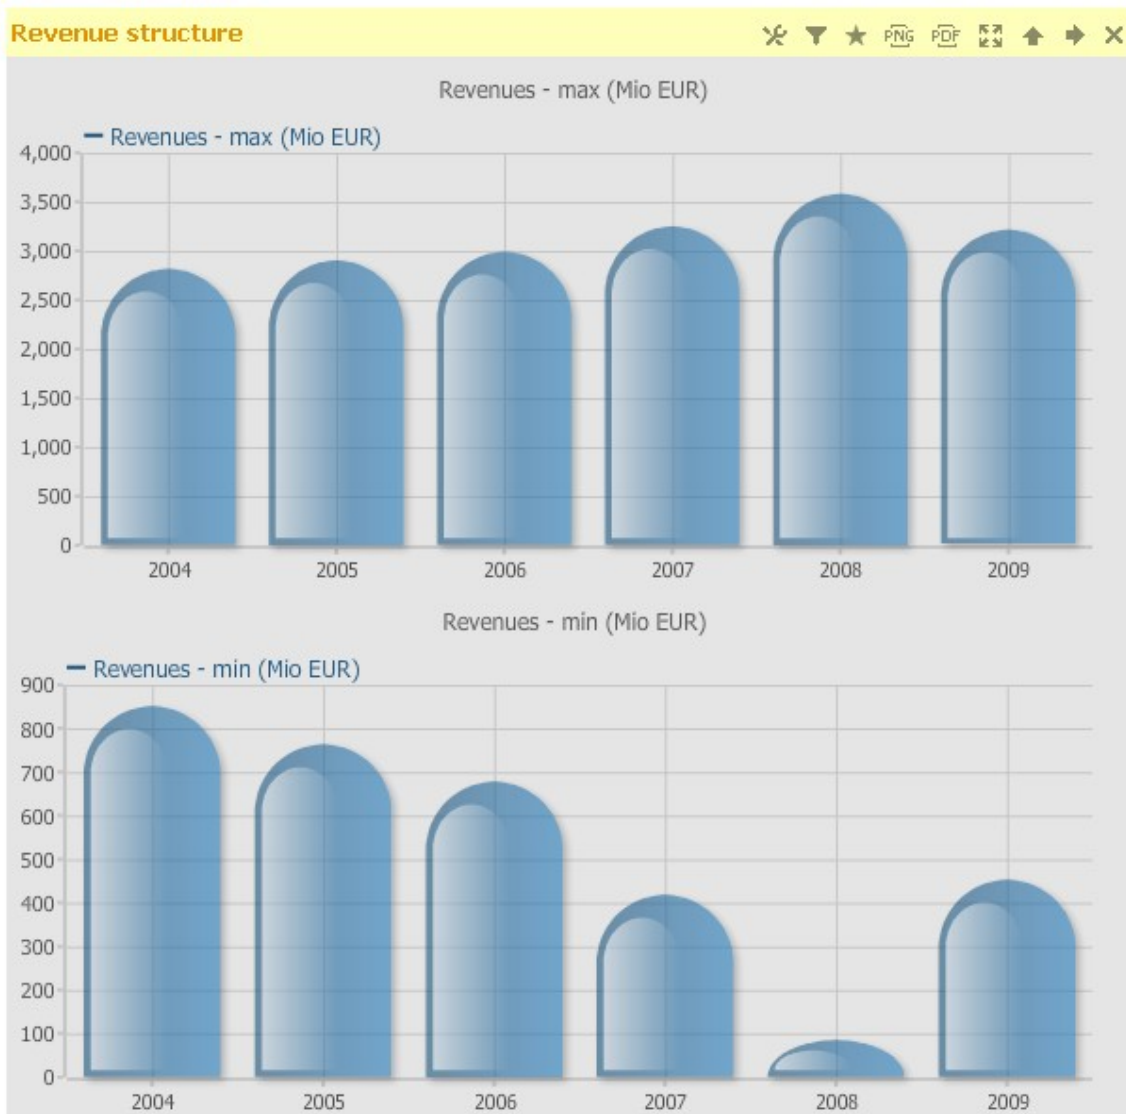 Revenue structure PNG PDF
Revenues - max (Mio EUR)
Revenues - max (Mio EUR)
4,000
3,500
3,000
2,500
2,000
1,500
1,000
500
0
2004 2005 2006 2007 2008 2009
Revenues - min (Mio EUR)
Revenues - min (Mio EUR)
900
800
700
600
500
400
300
200
100
0
2004 2005 2006 2007 2008 2009